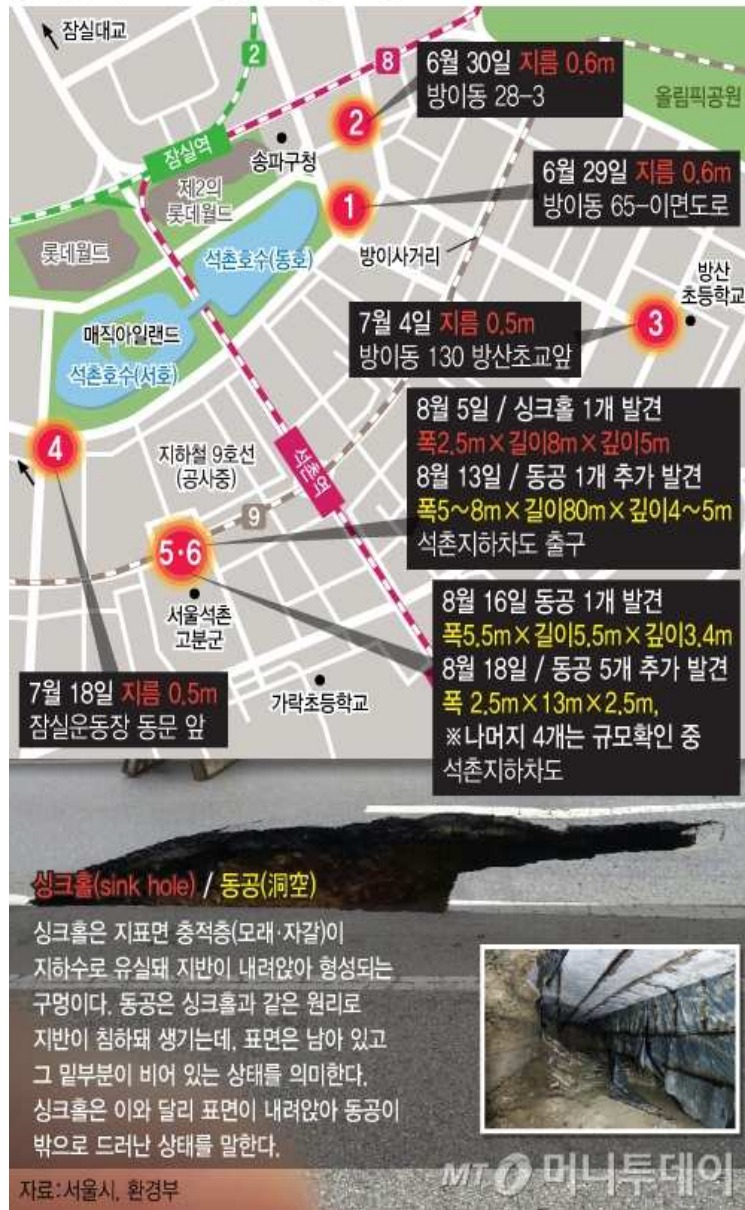 잠실대교
2
8
6월 30일 지름 0.6m
방이동 28-3
올림픽공원
2
잠실역
송파구청
제2의
롯데월드
1
6월 29일 지름 0.6m
방이동 65-이면도로
롯데월드
석촌호수(동호)
방이사거리
방산
초등학교
매직아일랜드
석촌호수(서호)
7월 4일 지름 0.5m
방이동 130 방산초교앞
3
4
지하철 9호선
(공사중)
석촌역
8월 5일 / 싱크홀 1개 발견
폭2.5m×길이8m×깊이5m
8월 13일 / 동공 1개 추가 발견
폭5~8m×길이80m×깊이4~5m
석촌지하차도 출구
9
5·6
서울석촌
고분군
8월 16일 동공 1개 발견
폭5.5m×길이5.5m×깊이3.4m
8월 18일 / 동공 5개 추가 발견
폭 2.5m×13m×2.5m,
※나머지 4개는 규모확인 중
석촌지하차도
7월 18일 지름 0.5m
잠실운동장 동문 앞
가락초등학교
싱크홀(sink hole) / 동공(洞空)
싱크홀은 지표면 충적층(모래·자갈)이
지하수로 유실돼 지반이 내려앉아 형성되는
구멍이다. 동공은 싱크홀과 같은 원리로
지반이 침하돼 생기는데, 표면은 남아 있고
그 밑부분이 비어 있는 상태를 의미한다.
싱크홀은 이와 달리 표면이 내려앉아 동공이
밖으로 드러난 상태를 말한다.
자료:서울시, 환경부
MT 머니투데이